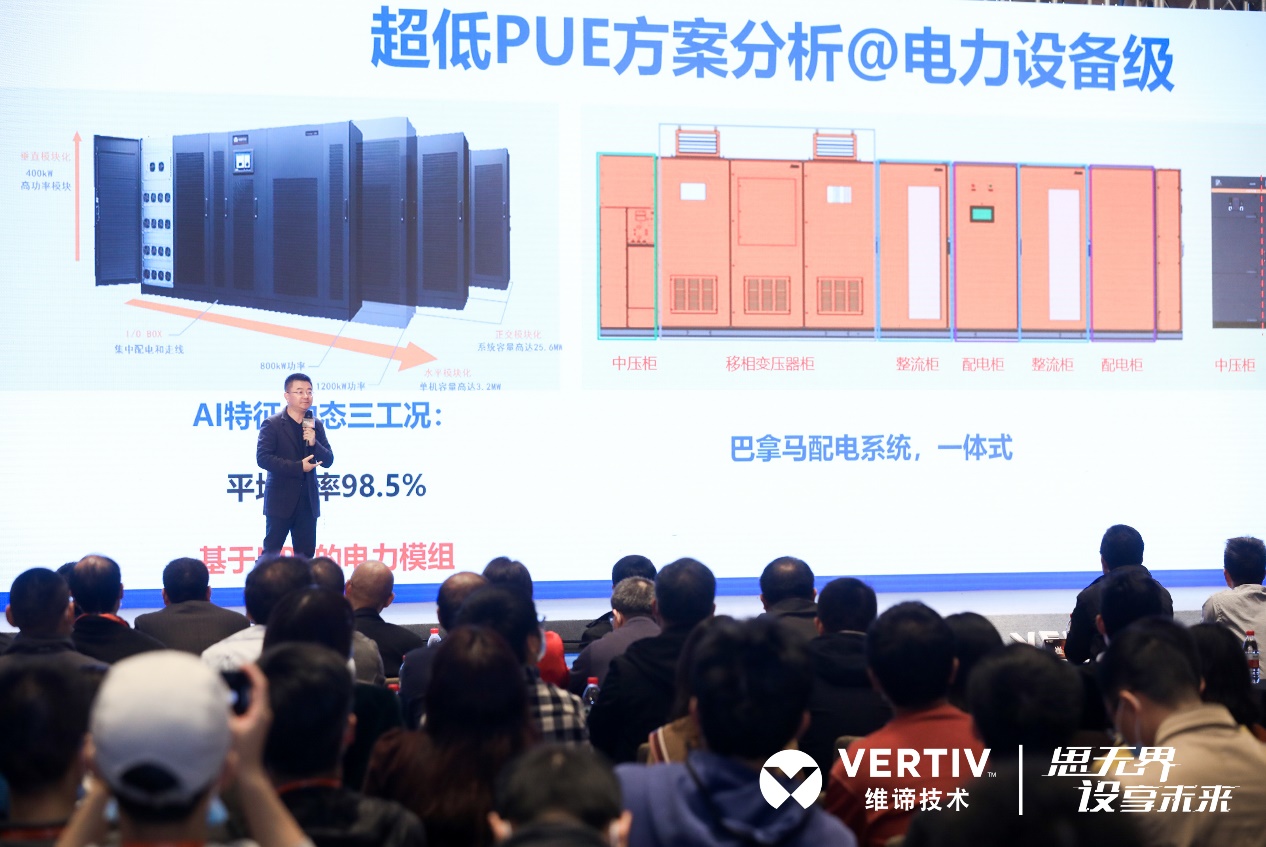 超低PUE方案分析@电力设备级
垂直模块化
400kW
高功率模块
I/O BOX
集中配电和走线
800kW功率
1200kW功率
正交模块化
系统容量高达25.6MW
水平模块化
单机容量高达3.2MW
中压柜
移相变压器柜
整流柜
配电柜
整流柜
配电柜
中压柜
AI特征 态三工况:
平 率98.5%
基于 的电力模组
巴拿马配电系统，一体式
VERTIV™
维谛技术
思无界
设享未来